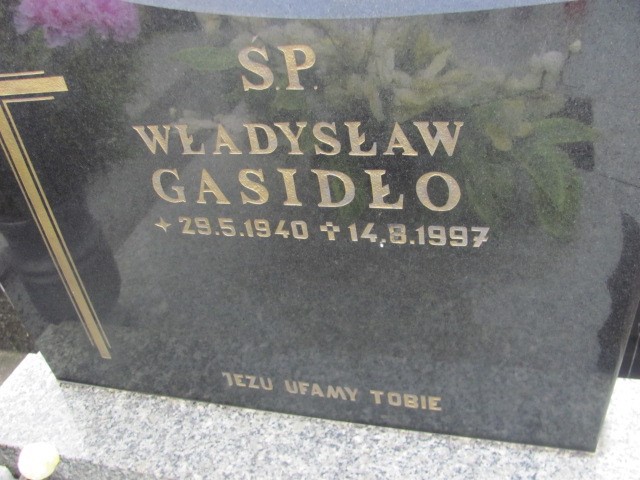 S.P.
WŁADYSŁAW
GASIDŁO
✦ 29.5.1940 ✝ 14.8.1997
JEZU UFAMY TOBIE